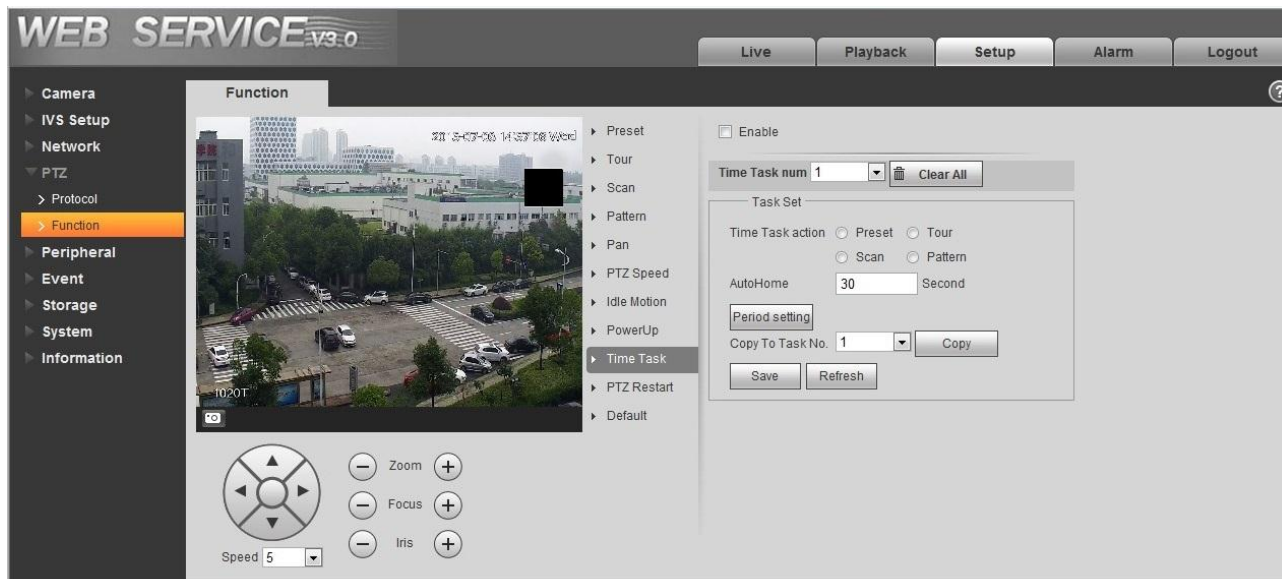 WEB SERVICE V3.0
Live Playback Setup Alarm Logout
Camera
IVS Setup
Network
PTZ
Protocol
Function
Peripheral
Event
Storage
System
Information
Function
1020T
Zoom
Focus
Iris
Speed 5
Preset
Tour
Scan
Pattern
Pan
PTZ Speed
Idle Motion
PowerUp
Time Task
PTZ Restart
Default
Enable
Time Task num 1 Clear All
Task Set
Time Task action Preset Tour
Scan Pattern
AutoHome 30 Second
Period setting
Copy To Task No. 1 Copy
Save Refresh